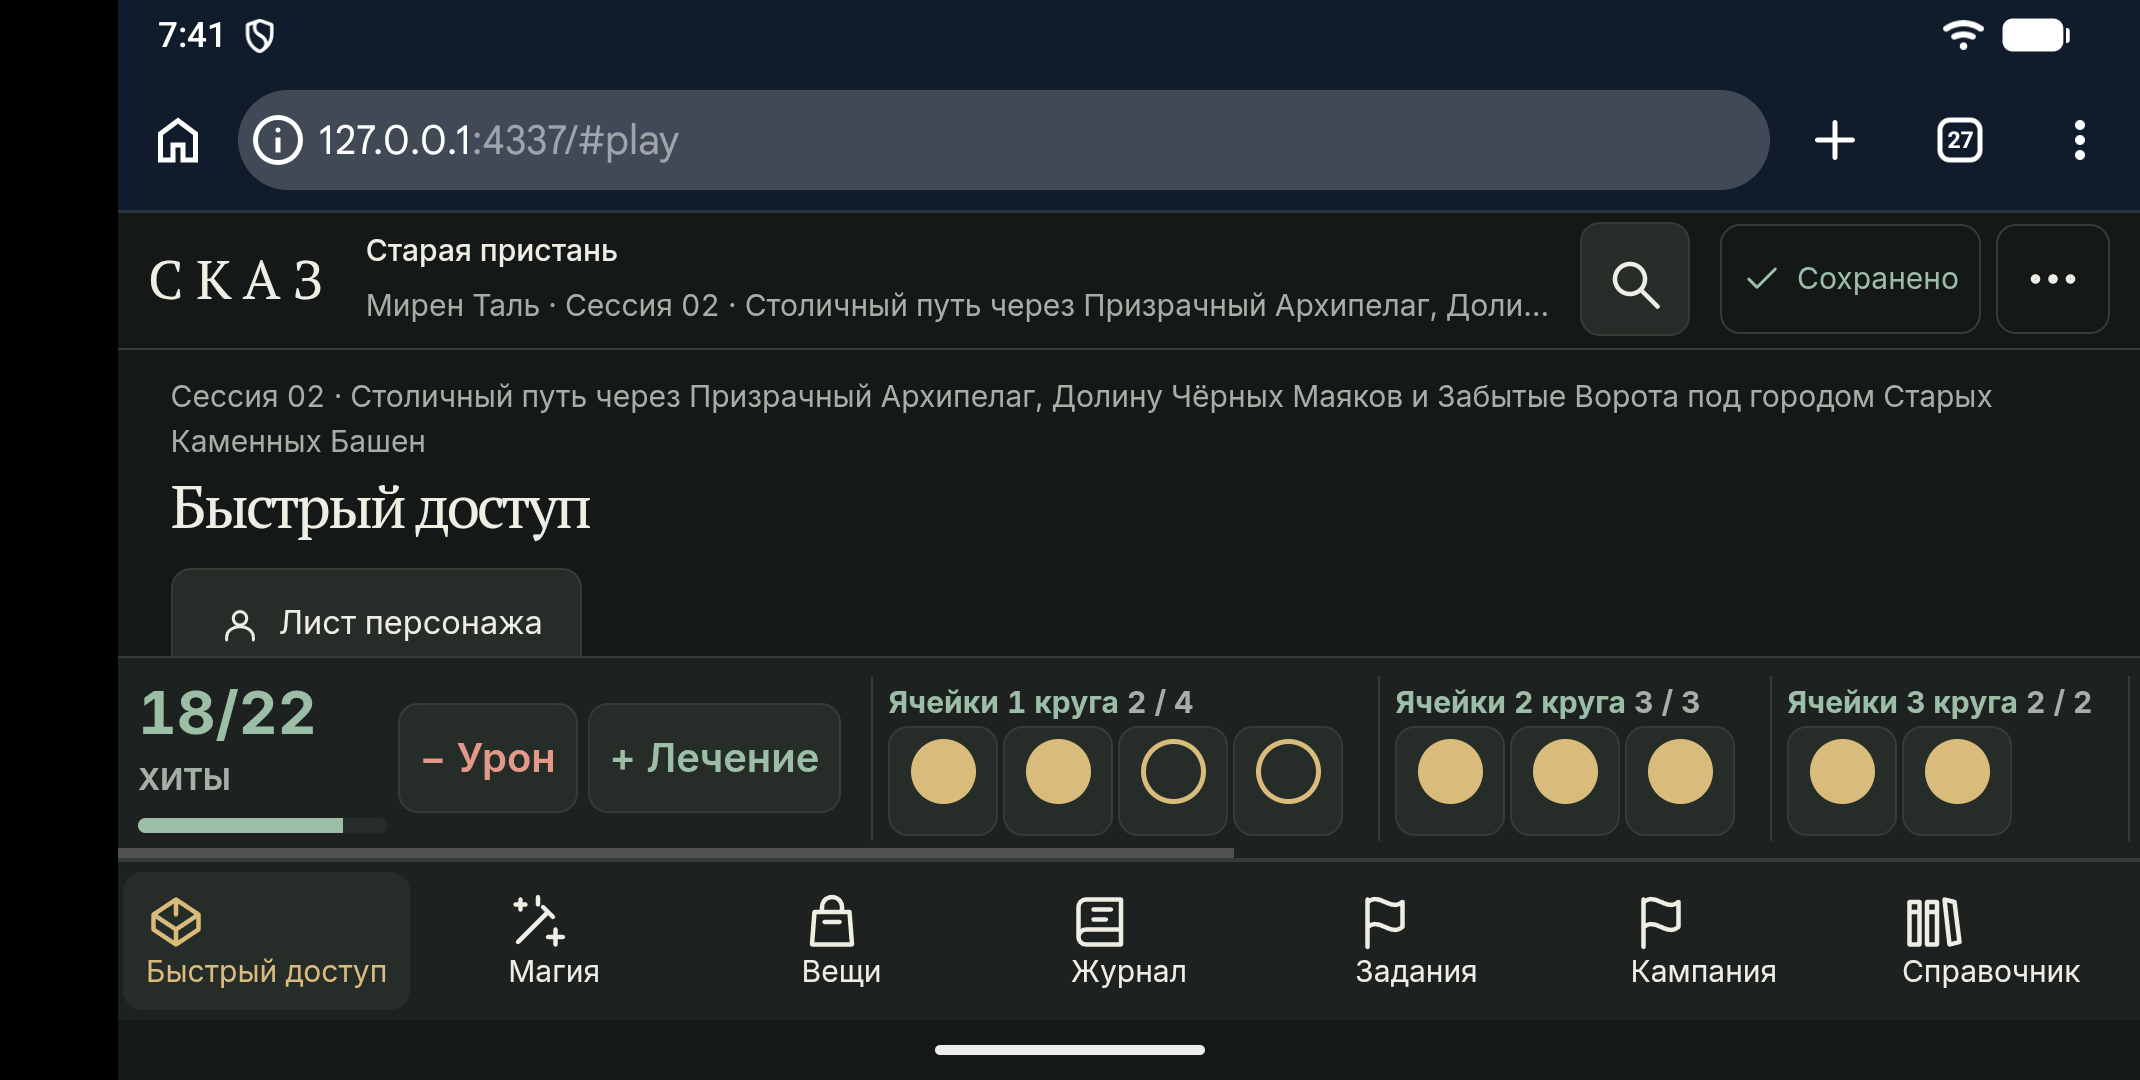 7:41
127.0.0.1:4337/#play
27
СКАЗ
Старая пристань
Мирен Таль · Сессия 02 · Столичный путь через Призрачный Архипелаг, Доли...
Сохранено
Сессия 02 · Столичный путь через Призрачный Архипелаг, Долину Чёрных Маяков и Забытые Ворота под городом Старых
Каменных Башен
Быстрый доступ
Лист персонажа
18/22
хиты
− Урон
+ Лечение
Ячейки 1 круга 2 / 4
Ячейки 2 круга 3 / 3
Ячейки 3 круга 2 / 2
Быстрый доступ
Магия
Вещи
Журнал
Задания
Кампания
Справочник